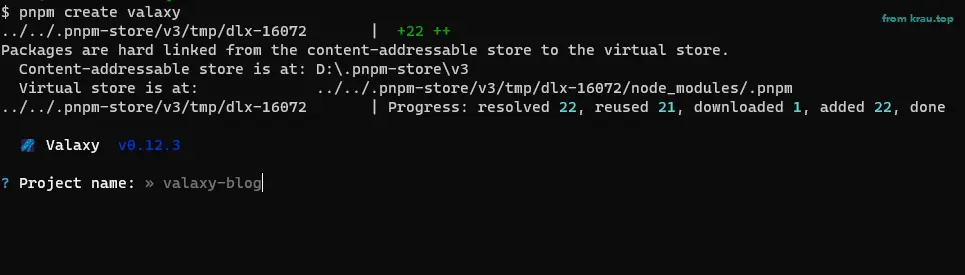 $ pnpm create valaxy
from krau.top
../../.pnpm-store/v3/tmp/dlx-16072 | +22 ++
Packages are hard linked from the content-addressable store to the virtual store.
Content-addressable store is at: D:\.pnpm-store\v3
Virtual store is at: ../../.pnpm-store/v3/tmp/dlx-16072/node_modules/.pnpm
../../.pnpm-store/v3/tmp/dlx-16072 | Progress: resolved 22, reused 21, downloaded 1, added 22, done
Valaxy v0.12.3
? Project name: » valaxy-blog